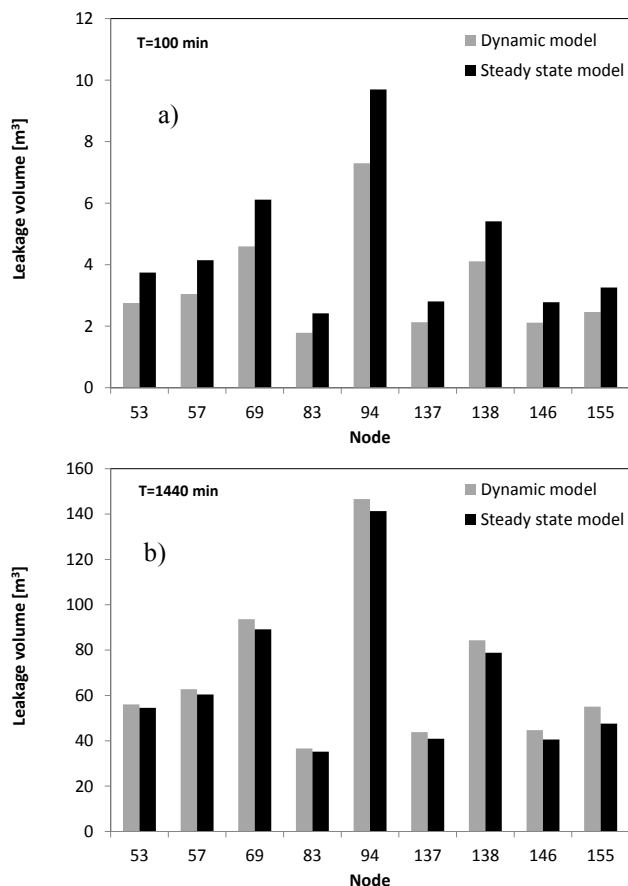 12
T=100 min
Dynamic model
Steady state model
10
a)
8
6
4
2
0
Leakage volume [m³]
53 57 69 83 94 137 138 146 155
Node
160
T=1440 min
Dynamic model
Steady state model
140
b)
120
100
80
60
40
20
0
Leakage volume [m³]
53 57 69 83 94 137 138 146 155
Node